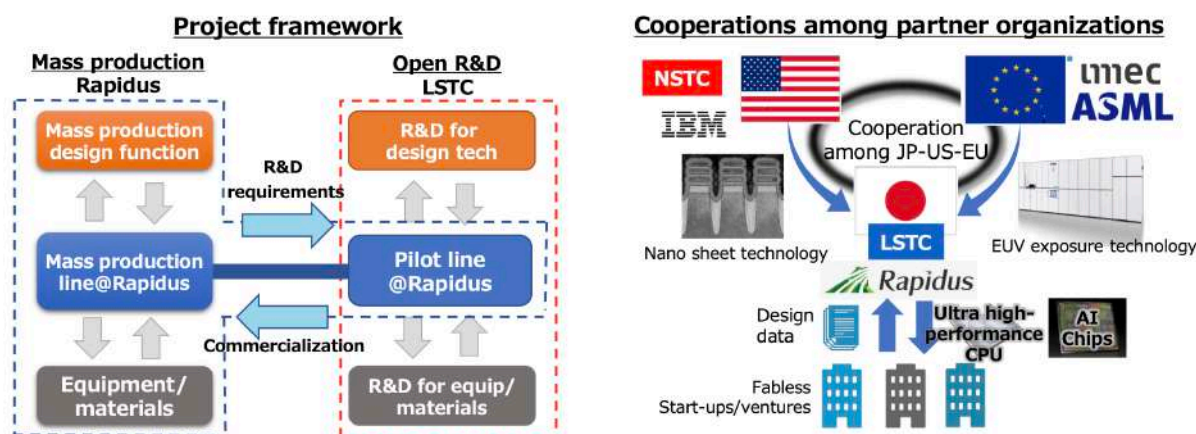 Project framework
Mass production
Rapidus
Open R&D
LSTC
Mass production
design function
R&D for
design tech
R&D
requirements
Mass production
line@Rapidus
Pilot line
@Rapidus
Commercialization
Equipment/
materials
R&D for equip/
materials
Cooperations among partner organizations
NSTC
IBM
imec
ASML
Cooperation
among JP-US-EU
Nano sheet technology
LSTC
EUV exposure technology
Rapidus
Design
data
Ultra high-
performance
CPU
AI
Chips
Fabless
Start-ups/ventures